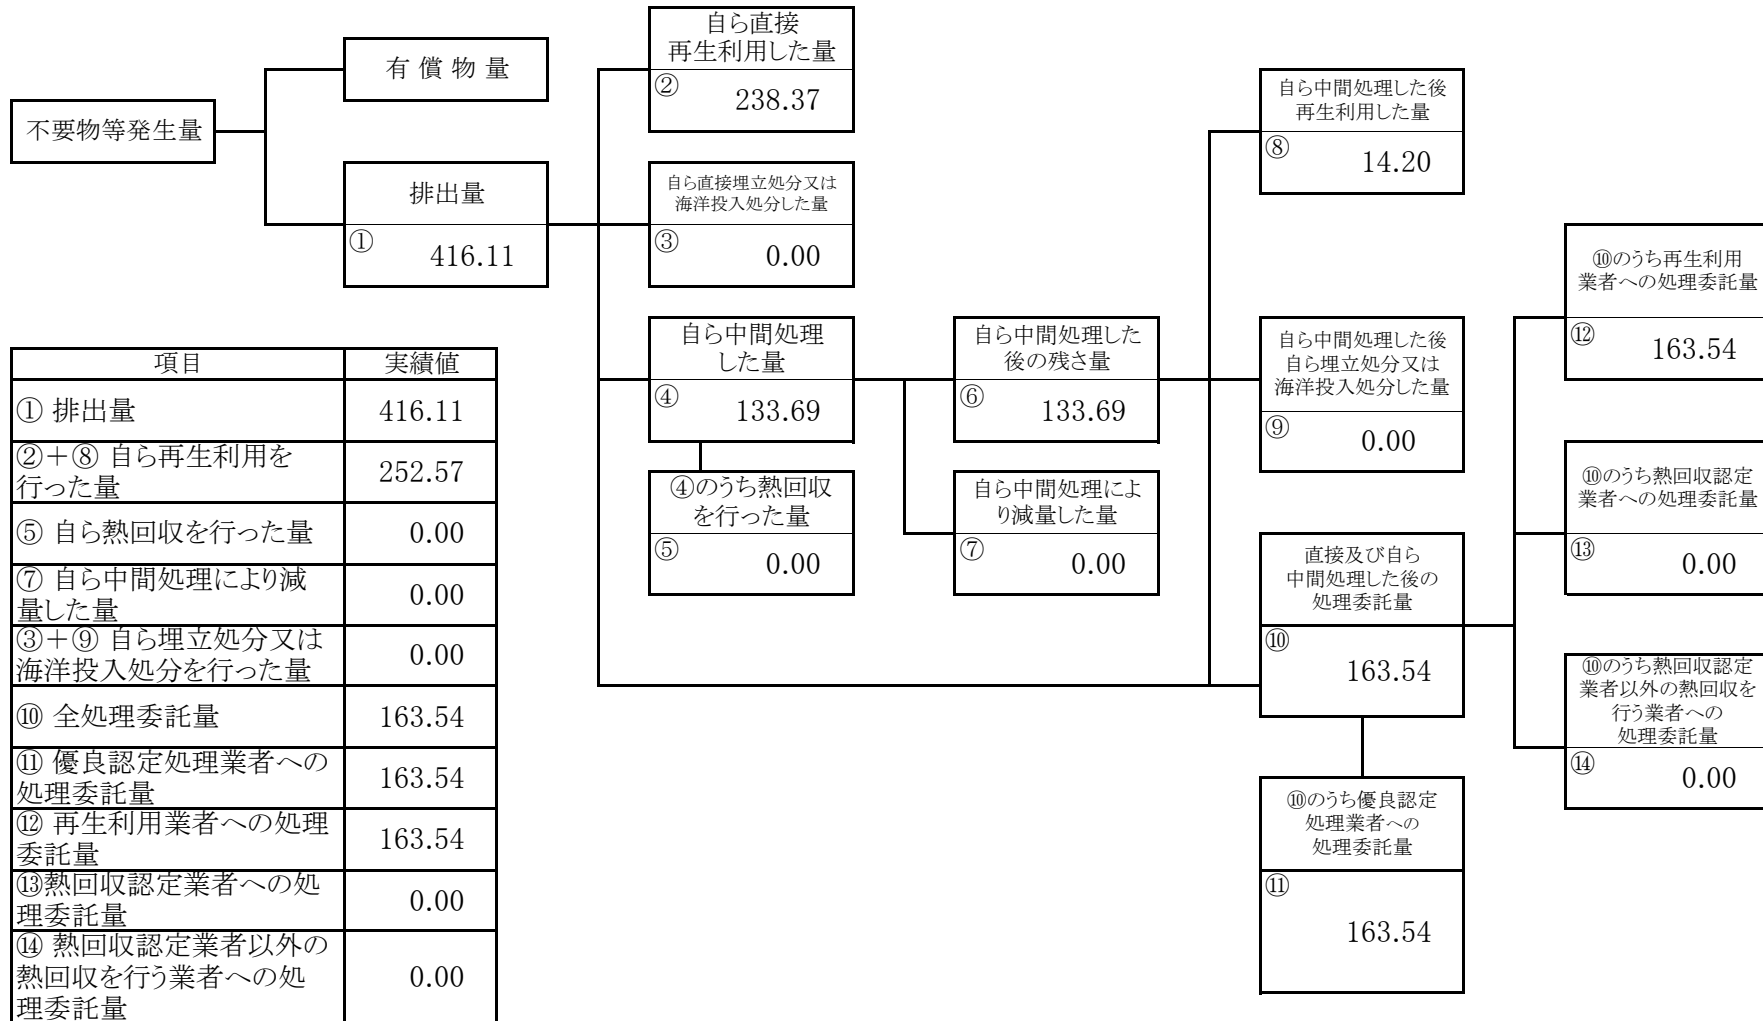 不要物等発生量
有償物量
排出量
①
416.11
自ら直接
再生利用した量
②
238.37
自ら直接埋立処分又は
海洋投入処分した量
③
0.00
自ら中間処理
した量
④
133.69
④のうち熱回収
を行った量
⑤
0.00
自ら中間処理した
後の残さ量
⑥
133.69
自ら中間処理によ
り減量した量
⑦
0.00
自ら中間処理した後
再生利用した量
⑧
14.20
自ら中間処理した後
自ら埋立処分又は
海洋投入処分した量
⑨
0.00
直接及び自ら
中間処理した後の
処理委託量
⑩
163.54
⑩のうち優良認定
処理業者への
処理委託量
⑪
163.54
⑩のうち再生利用
業者への処理委託量
⑫
163.54
⑩のうち熱回収認定
業者への処理委託量
⑬
0.00
⑩のうち熱回収認定
業者以外の熱回収を
行う業者への
処理委託量
⑭
0.00
項目 実績値
① 排出量 416.11
②＋⑧ 自ら再生利用を
行った量 252.57
⑤ 自ら熱回収を行った量 0.00
⑦ 自ら中間処理により減
量した量 0.00
③＋⑨ 自ら埋立処分又は
海洋投入処分を行った量 0.00
⑩ 全処理委託量 163.54
⑪ 優良認定処理業者への
処理委託量 163.54
⑫ 再生利用業者への処理
委託量 163.54
⑬熱回収認定業者への処
理委託量 0.00
⑭ 熱回収認定業者以外の
熱回収を行う業者への処
理委託量 0.00